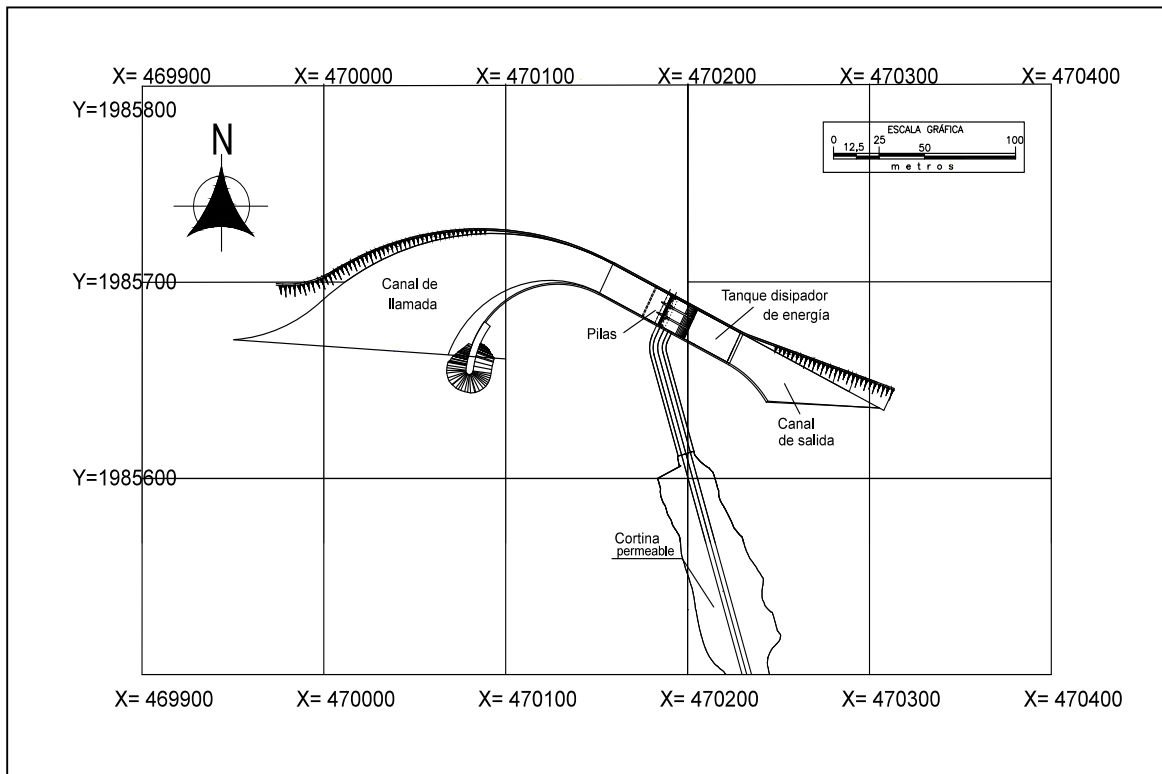 X= 469900
X= 470000
X= 470100
X= 470200
X= 470300
X= 470400
Y=1985800
N
ESCALA GRÁFICA
0
12,5
25
50
100
metros
Y=1985700
Canal de
llamada
Tanque disipador
de energía
Pilas
Canal
de salida
Y=1985600
Cortina
permeable
X= 469900
X= 470000
X= 470100
X= 470200
X= 470300
X= 470400